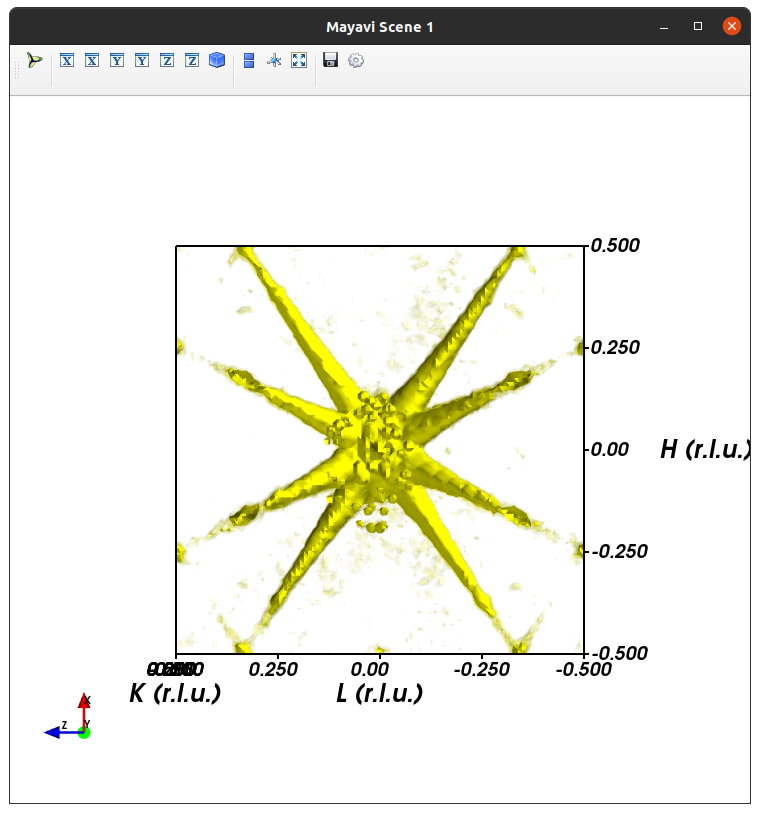 Mayavi Scene 1
X X Y Y Z Z
0.500
0.250
0.00 H (r.l.u.)
-0.250
-0.500
0.250 0.00 -0.250 -0.500
K (r.l.u.) L (r.l.u.)
X
Z Y